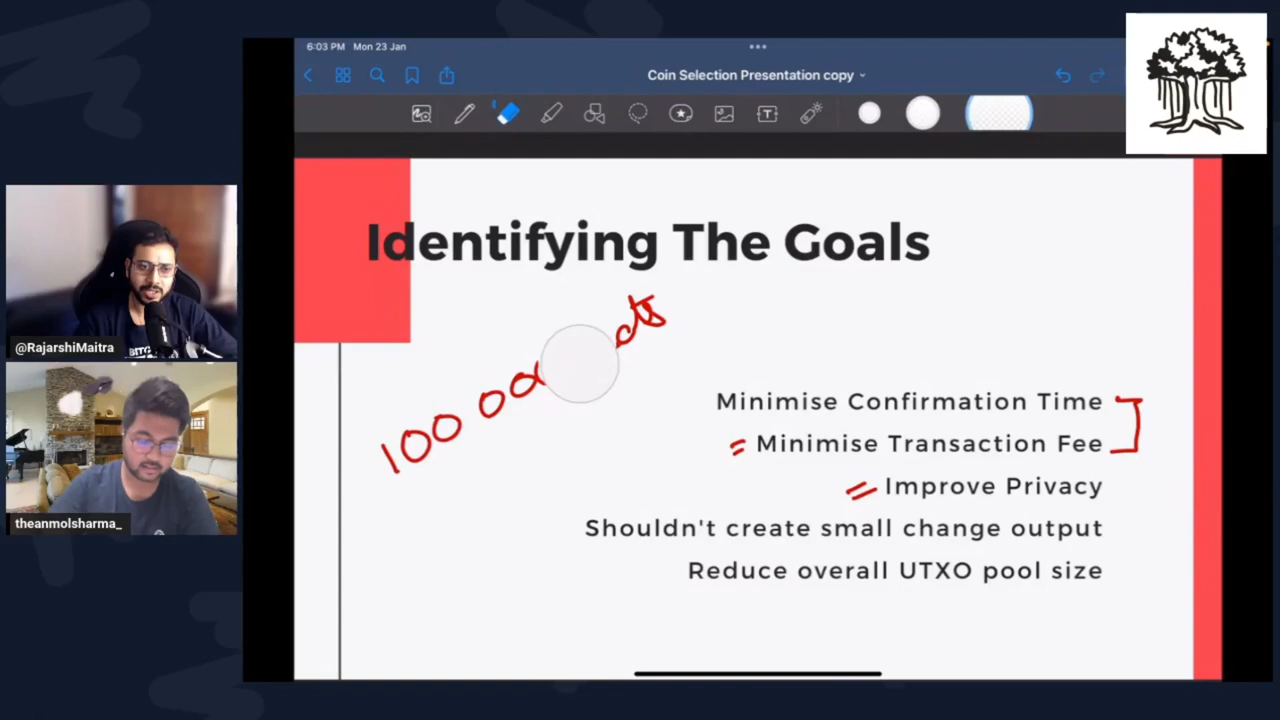 6:03 PM Mon 23 Jan
Coin Selection Presentation copy
Identifying The Goals
Minimise Confirmation Time
Minimise Transaction Fee
Improve Privacy
Shouldn't create small change output
Reduce overall UTXO pool size
@RajarshiMaitra
theanmolsharma_